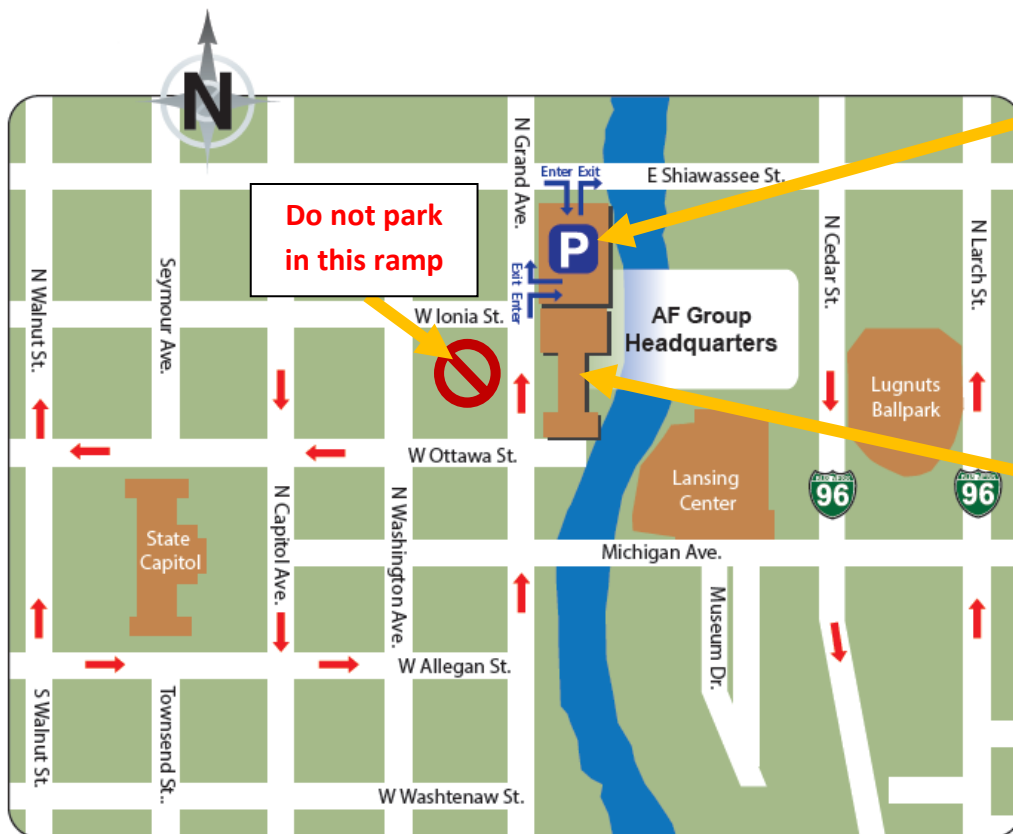 N
N Grand Ave.
Enter Exit
E Shiawassee St.
Do not park
in this ramp
P
N Walnut St.
Seymour Ave.
N Cedar St.
N Larch St.
Exit Enter
W Ionia St.
AF Group
Headquarters
Lugnuts
Ballpark
W Ottawa St.
Lansing
Center
96
96
State
Capitol
N Capitol Ave.
N Washington Ave.
Michigan Ave.
Museum Dr.
W Allegan St.
S Walnut St.
Townsend St..
W Washtenaw St.